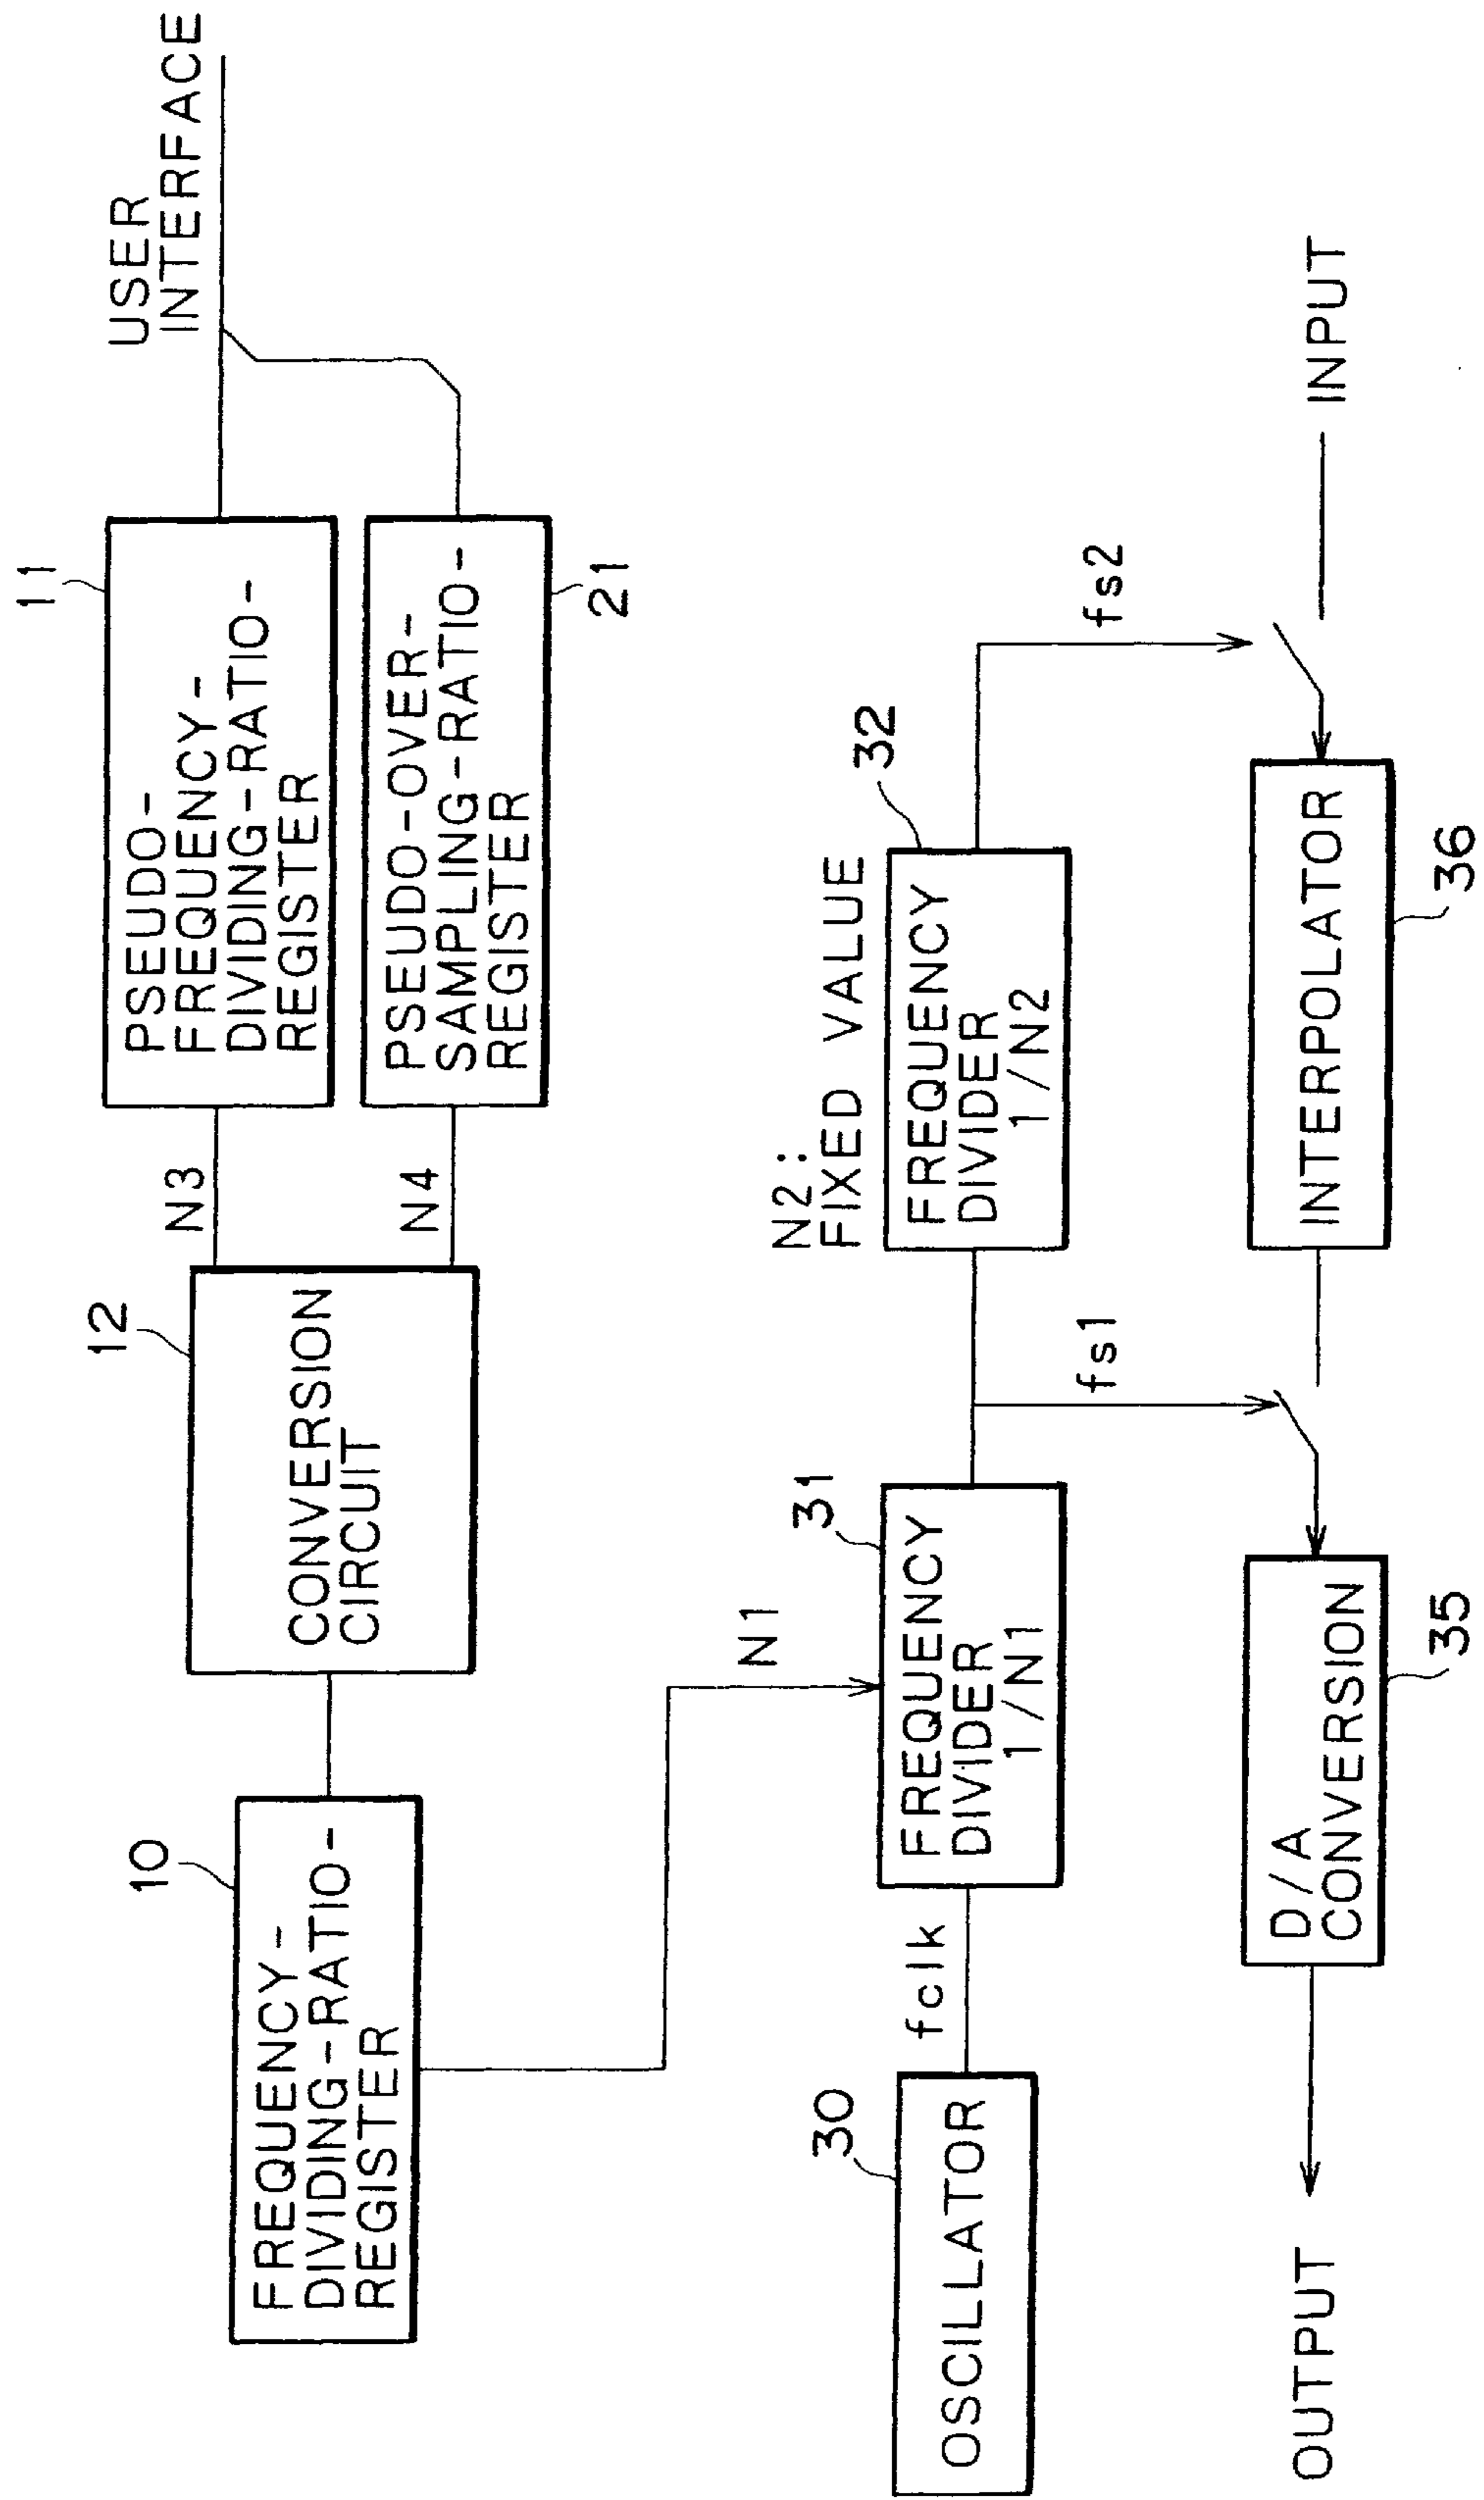 USER
INTERFACE
11
PSEUDO-
FREQUENCY-
DIVIDING-RATIO-
REGISTER
PSEUDO-OVER-
SAMPLING-RATIO-
REGISTER
21
N3
N4
12
CONVERSION
CIRCUIT
10
FREQUENCY-
DIVIDING-RATIO-
REGISTER
N1
30
OSCILLATOR
fclk
31
FREQUENCY
DIVIDER
1/N1
fs1
N2:
FIXED VALUE
32
FREQUENCY
DIVIDER
1/N2
fs2
INPUT
INTERPOLATOR
36
D/A
CONVERSION
35
OUTPUT